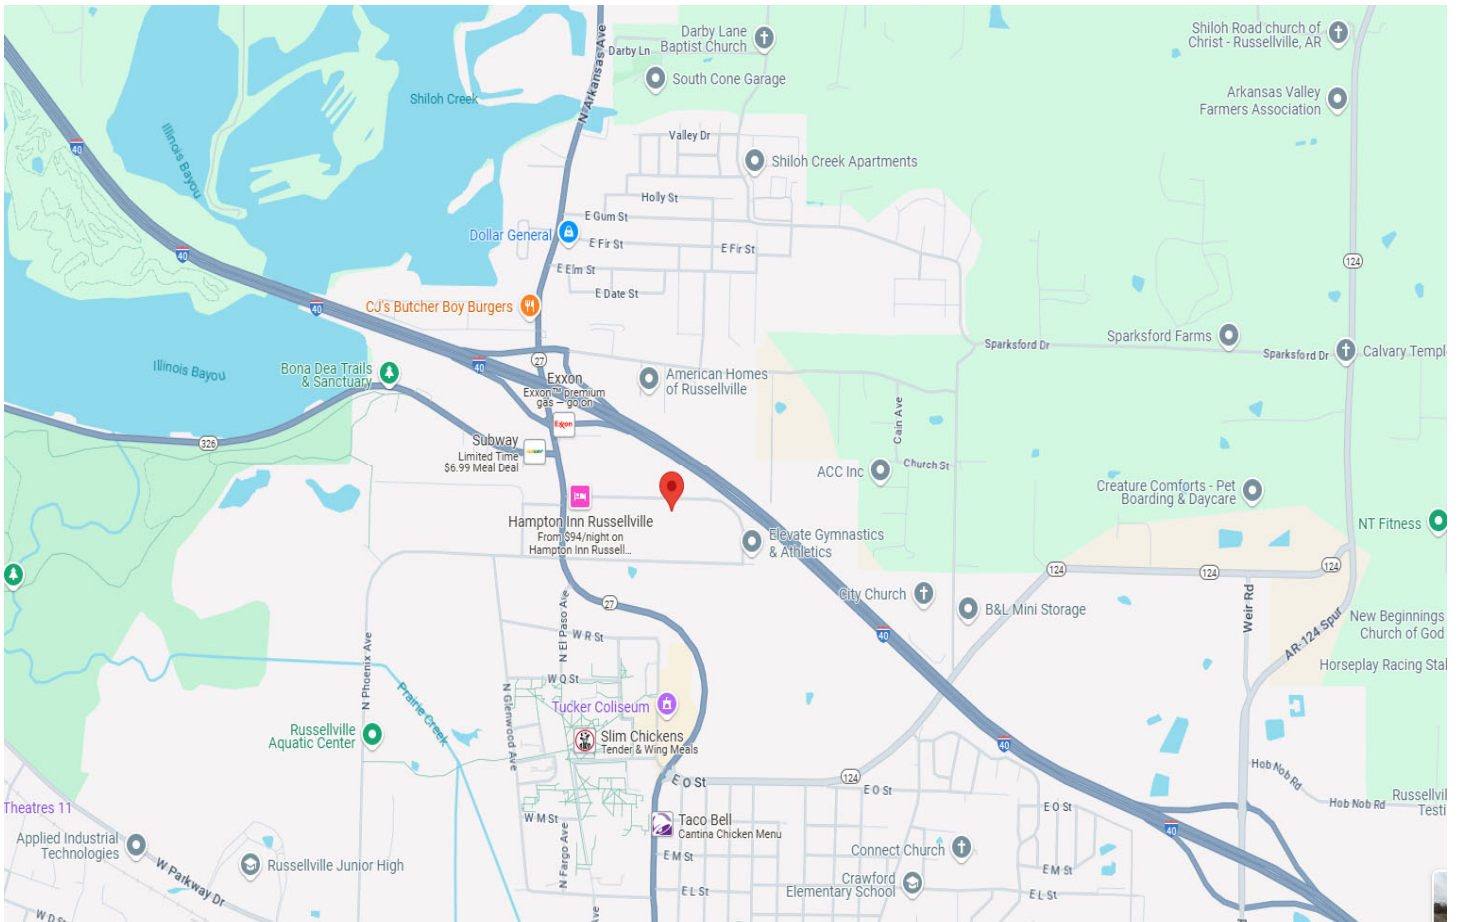 Darby Lane
Baptist Church
Shiloh Road church of
Christ - Russellville, AR
N Arkansas Ave
Darby Ln
South Cone Garage
Arkansas Valley
Farmers Association
Shiloh Creek
40
Illinois Bayou
Valley Dr
Shiloh Creek Apartments
Holly St
E Gum St
Dollar General
E Fir St
E Fir St
40
124
E Elm St
E Date St
CJ's Butcher Boy Burgers
40
Sparksford Farms
Sparksford Dr
Sparksford Dr
Calvary Templ
27
40
Illinois Bayou
Bona Dea Trails
& Sanctuary
Exxon
Exxon™ premium
gas — go on
Exxon
American Homes
of Russellville
Cain Ave
326
Subway
Limited Time
$6.99 Meal Deal
SUBWAY
ACC Inc
Church St
Creature Comforts - Pet
Boarding & Daycare
Hampton Inn Russellville
From $94/night on
Hampton Inn Russell...
NT Fitness
Elevate Gymnastics
& Athletics
124
124
124
City Church
B&L Mini Storage
27
N El Paso Ave
Weir Rd
AR-124 Spur
New Beginnings
Church of God
W R St
40
N Phoenix Ave
Horseplay Racing Stal
W Q St
Prairie Creek
N Glenwood Ave
Tucker Coliseum
Russellville
Aquatic Center
Slim Chickens
Tender & Wing Meals
40
E O St
124
E O St
Hob Nob Rd
Theatres 11
E O St
Hob Nob Rd
Russellvil
Testi
W M St
Taco Bell
Cantina Chicken Menu
40
Applied Industrial
Technologies
N Fargo Ave
E M St
Connect Church
Russellville Junior High
W Parkway Dr
E M St
E L St
Crawford
Elementary School
E L St
W D St
ve